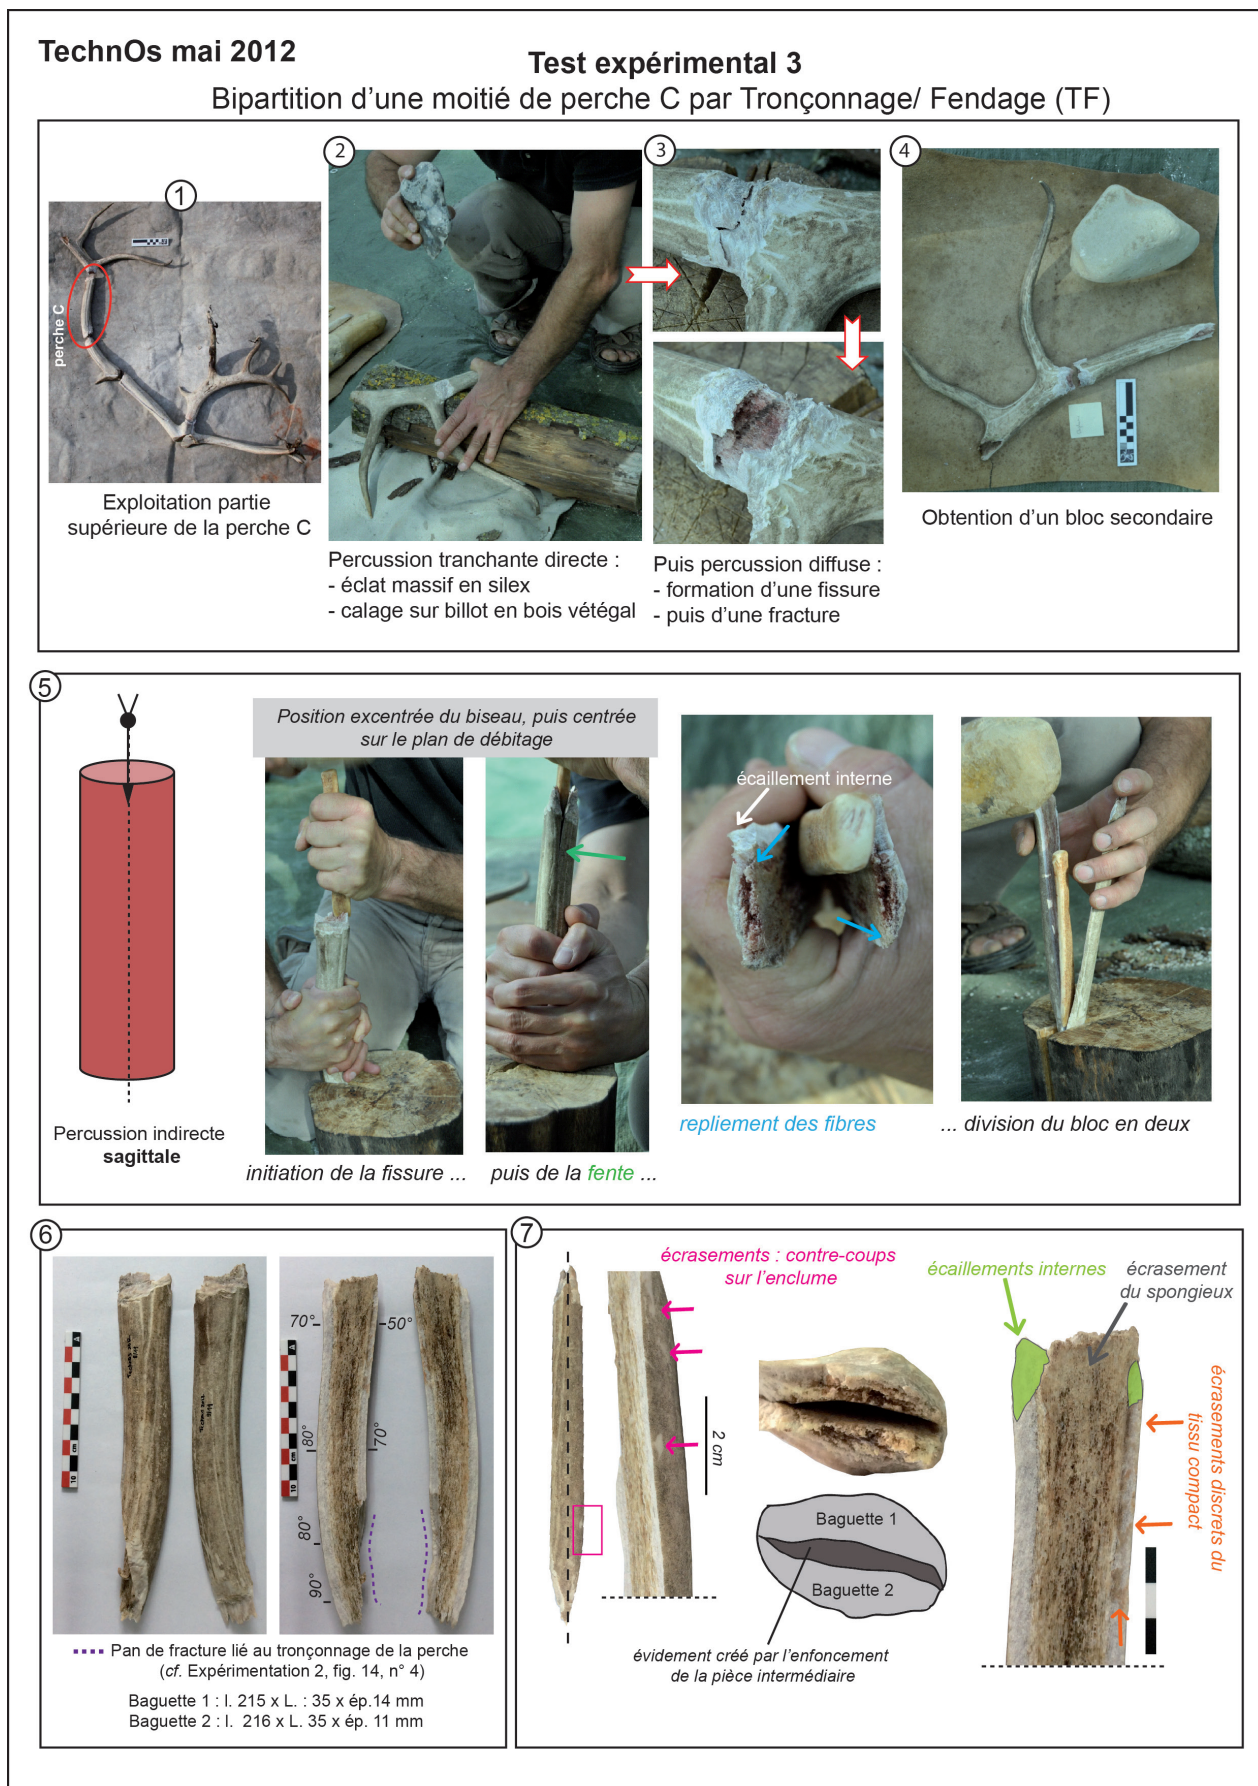 TechnOs mai 2012
Test expérimental 3
Bipartition d’une moitié de perche C par Tronçonnage/ Fendage (TF)
1
perche C
Exploitation partie
supérieure de la perche C
2
Percussion tranchante directe :
- éclat massif en silex
- calage sur billot en bois vétégal
3
Puis percussion diffuse :
- formation d’une fissure
- puis d’une fracture
4
Obtention d’un bloc secondaire
5
Percussion indirecte
sagittale
Position excentrée du biseau, puis centrée
sur le plan de débitage
initiation de la fissure ...
puis de la fente ...
écaillement interne
repliement des fibres
... division du bloc en deux
6
10 cm
10 cm
70°
50°
80°
70°
80°
90°
Pan de fracture lié au tronçonnage de la perche
(cf. Expérimentation 2, fig. 14, n° 4)
Baguette 1 : l. 215 x L. : 35 x ép.14 mm
Baguette 2 : l. 216 x L. 35 x ép. 11 mm
7
écrasements : contre-coups
sur l’enclume
2 cm
Baguette 1
Baguette 2
évidement créé par l’enfoncement
de la pièce intermédiaire
écaillements internes
écrasement
du spongieux
écrasements discrets du
tissu compact